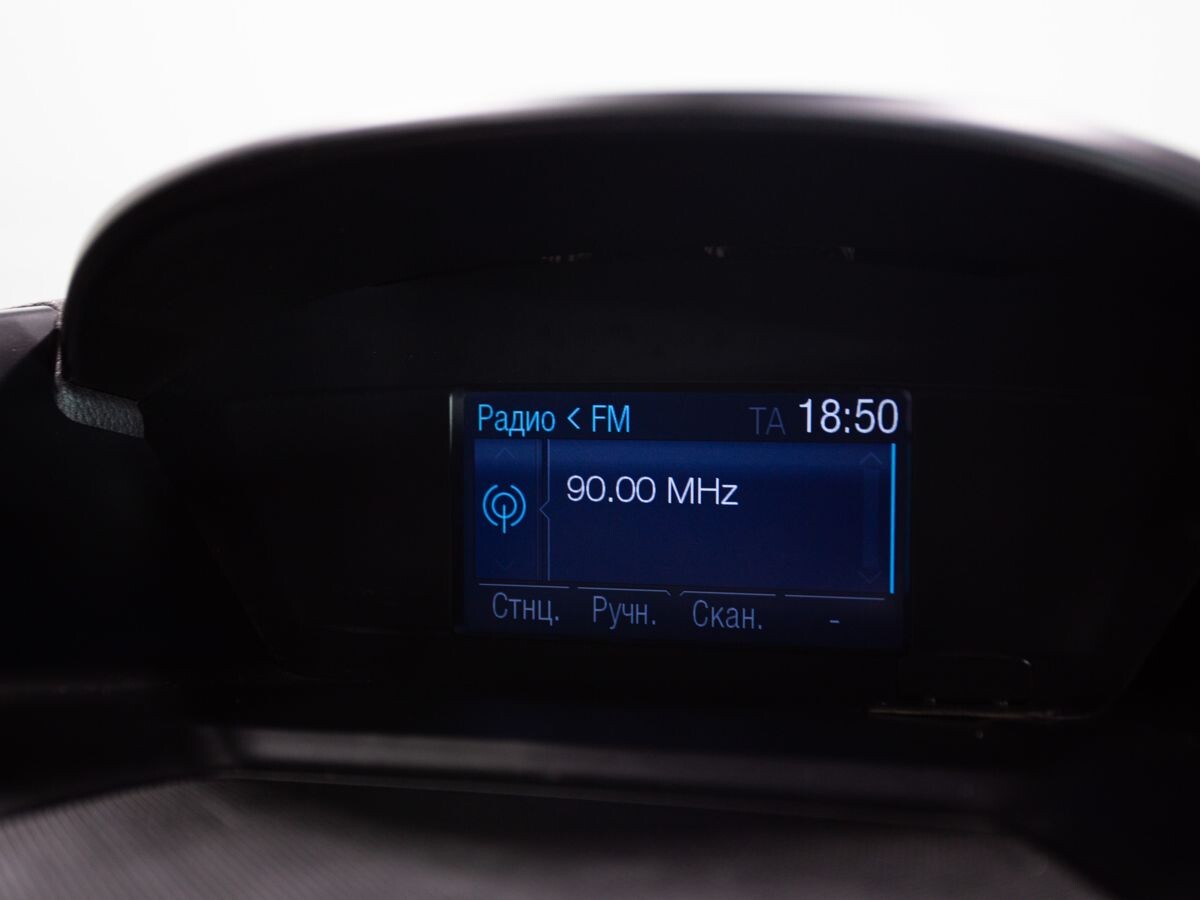 Радио < FM TA 18:50
90.00 MHz
Стнц. Ручн. Скан. -